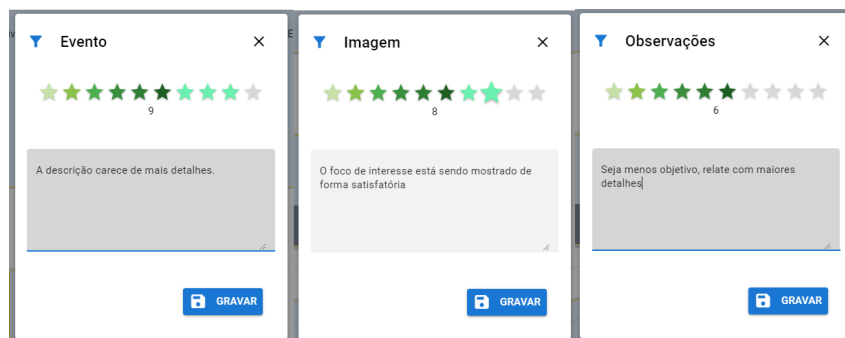 Evento
9
A descrição carece de mais detalhes.
GRAVAR
Imagem
8
O foco de interesse está sendo mostrado de
forma satisfatória
GRAVAR
Observações
6
Seja menos objetivo, relate com maiores
detalhes
GRAVAR